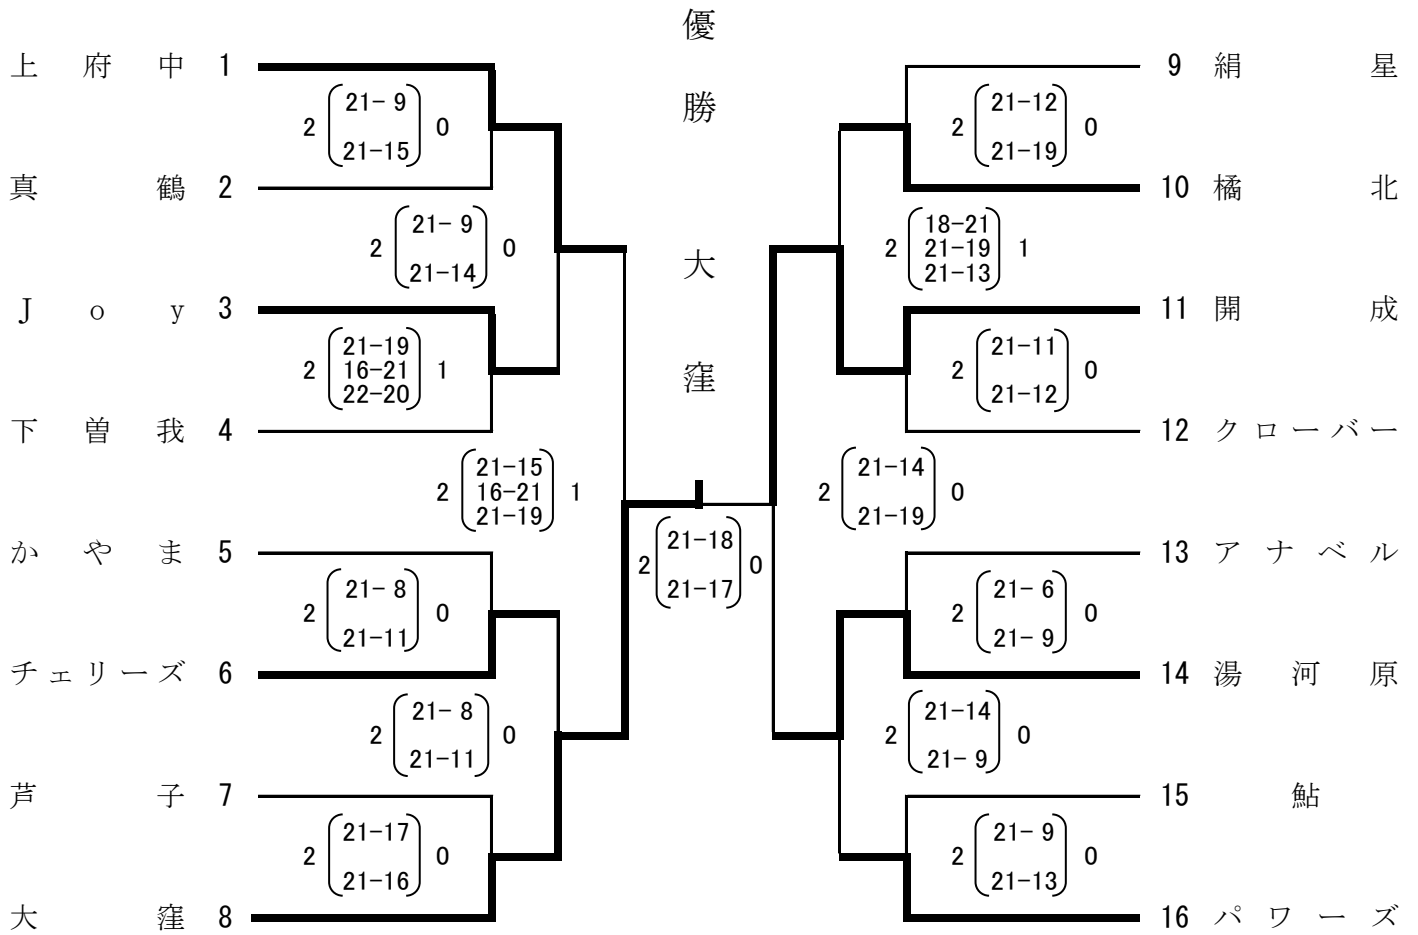 優勝 大窪
上府中 1
2 21-9 0
21-15
真鶴 2
2 21-9 0
21-14
Joy 3
21-19
2 16-21 1
22-20
下曽我 4
21-15
2 16-21 1
21-19
かやま 5
2 21-8 0
21-11
チェリーズ 6
2 21-8 0
21-11
芦子 7
2 21-17 0
21-16
大窪 8
2 21-18 0
21-17
9 絹星
2 21-12 0
21-19
10 橘北
18-21
2 21-19 1
21-13
11 開成
2 21-11 0
21-12
12 クローバー
2 21-14 0
21-19
13 アナベル
2 21-6 0
21-9
14 湯河原
2 21-14 0
21-9
15 鮎
2 21-9 0
21-13
16 パワーズ